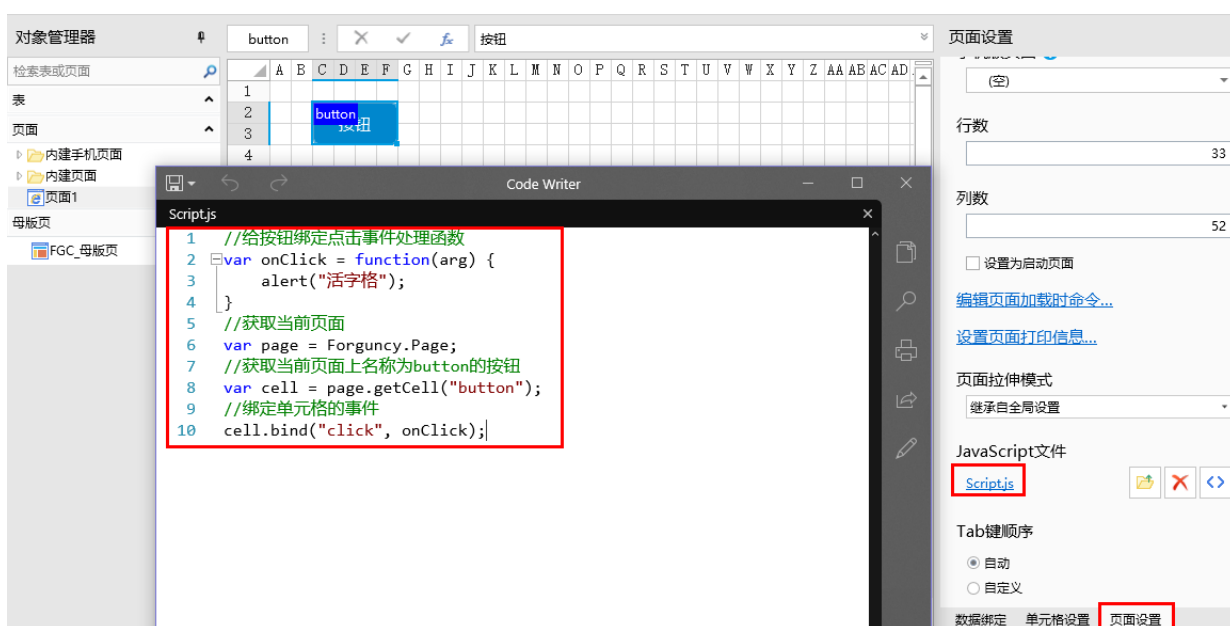 对象管理器
button
按钮
页面设置
检索表或页面
A B C D E F G H I J K L M N O P Q R S T U V W X Y Z AA AB AC AD
表
页面
内建手机页面
内建页面
页面1
母版页
FGC_母版页
1
2
3
4
button
按钮
Code Writer
Script.js
1 //给按钮绑定点击事件处理函数
2 var onClick = function(arg) {
3 alert("活字格");
4 }
5 //获取当前页面
6 var page = Forguncy.Page;
7 //获取当前页面上名称为button的按钮
8 var cell = page.getCell("button");
9 //绑定单元格的事件
10 cell.bind("click", onClick);
(空)
行数
33
列数
52
设置为启动页面
编辑页面加载时命令...
设置页面打印信息...
页面拉伸模式
继承自全局设置
JavaScript文件
Script.js
Tab键顺序
自动
自定义
数据绑定 单元格设置 页面设置